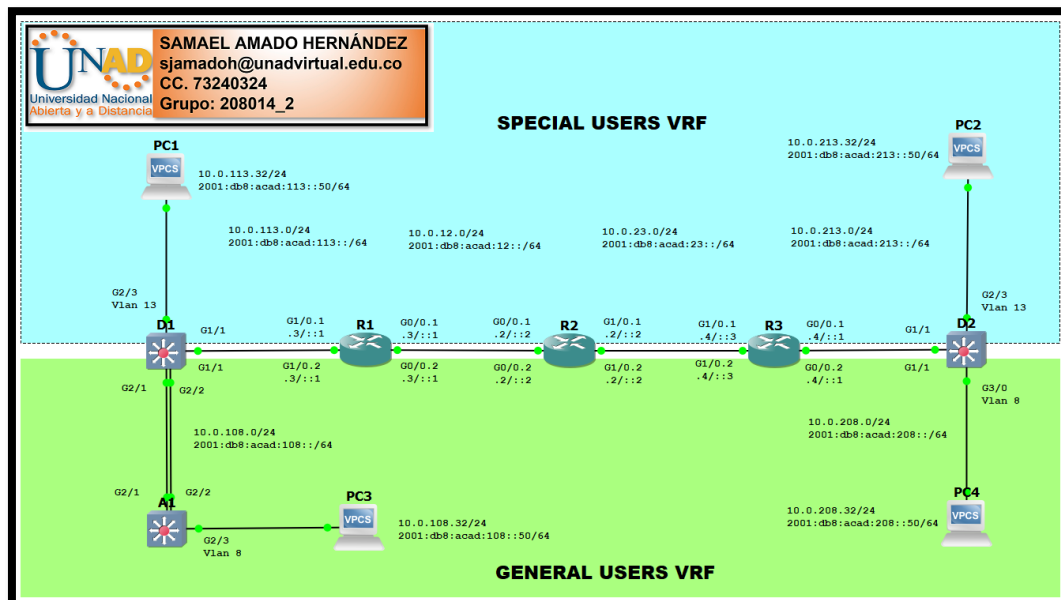 UNAD
Universidad Nacional
Abierta y a Distancia
SAMAEL AMADO HERNÁNDEZ
sjamadoh@unadvirtual.edu.co
CC. 73240324
Grupo: 208014_2
SPECIAL USERS VRF
PC1
VPCS
10.0.113.32/24
2001:db8:acad:113::50/64
PC2
VPCS
10.0.213.32/24
2001:db8:acad:213::50/64
10.0.113.0/24
2001:db8:acad:113::/64
10.0.12.0/24
2001:db8:acad:12::/64
10.0.23.0/24
2001:db8:acad:23::/64
10.0.213.0/24
2001:db8:acad:213::/64
G2/3
Vlan 13
G2/3
Vlan 13
D1
G1/1
G1/0.1
.3/::1
R1
G0/0.1
.3/::1
G0/0.1
.2/::2
R2
G1/0.1
.2/::2
G1/0.1
.4/::3
R3
G0/0.1
.4/::1
G1/1
D2
G1/1
G1/0.2
.3/::1
G0/0.2
.3/::1
G0/0.2
.2/::2
G1/0.2
.2/::2
G1/0.2
.4/::3
G0/0.2
.4/::1
G1/1
G2/1
G2/2
G3/0
Vlan 8
10.0.108.0/24
2001:db8:acad:108::/64
10.0.208.0/24
2001:db8:acad:208::/64
G2/1
G2/2
A1
G2/3
Vlan 8
PC3
VPCS
10.0.108.32/24
2001:db8:acad:108::50/64
PC4
VPCS
10.0.208.32/24
2001:db8:acad:208::50/64
GENERAL USERS VRF